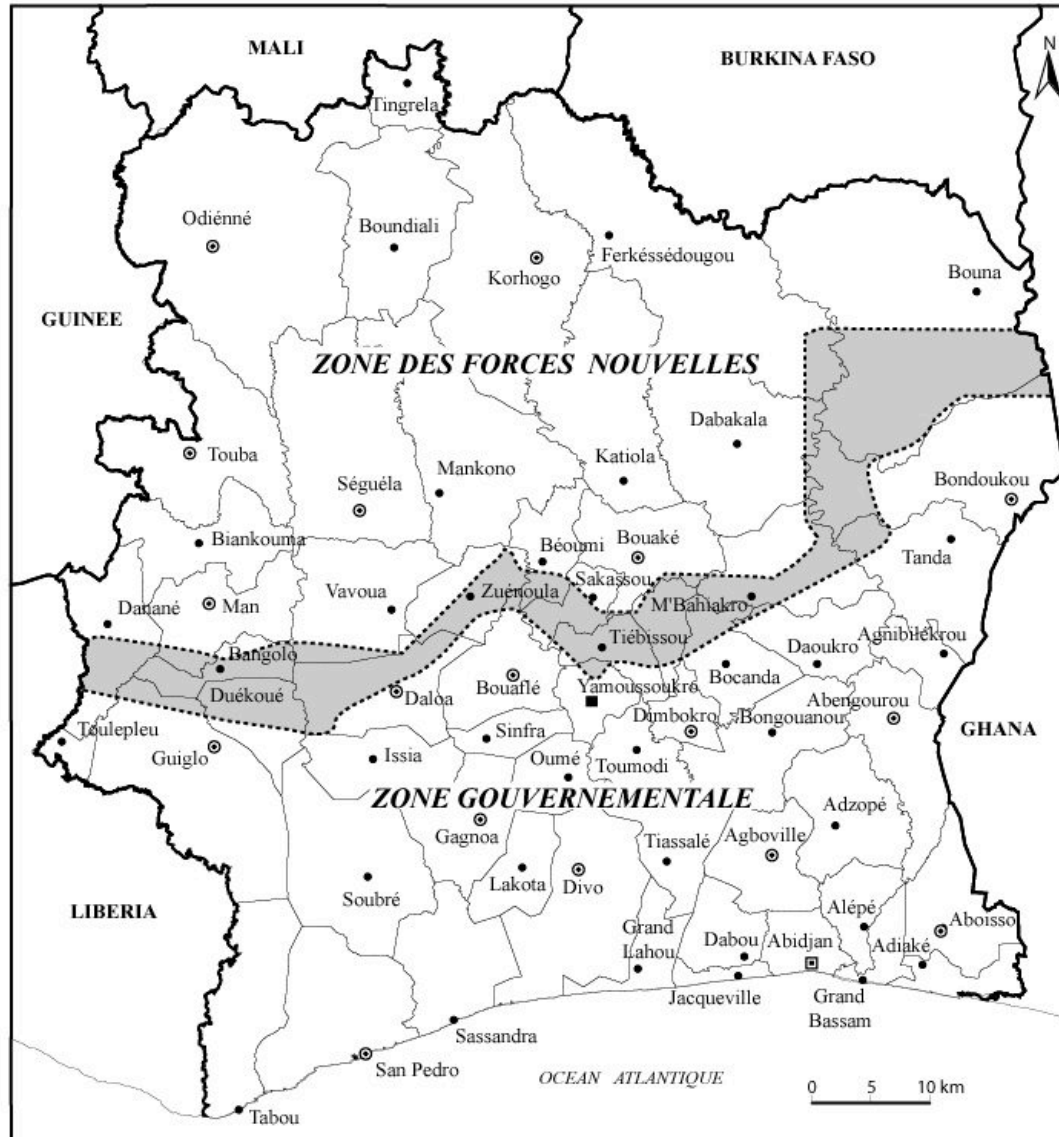 MALI
BURKINA FASO
N
Tingrela
Odiénné
Boundiali
Korhogo
Ferkéssédougou
Bouna
GUINEE
ZONE DES FORCES NOUVELLES
Touba
Séguéla
Mankono
Katiola
Dabakala
Bondoukou
Biankouma
Béoumi
Bouaké
Tanda
Danané
Man
Vavoua
Zuénoula
Sakassou
M'Bahiakro
Bangolo
Tiébissou
Daoukro
Agnibilékrou
Duékoué
Daloa
Bouaflé
Yamoussoukro
Bocanda
Abengourou
Toulepleu
Guiglo
Issia
Sinfra
Oumé
Dimbokro
Toumodi
Bongouanou
GHANA
ZONE GOUVERNEMENTALE
Gagnoa
Tiassalé
Agboville
Adzopé
Soubré
Lakota
Divo
LIBERIA
Grand
Lahou
Dabou
Abidjan
Alépé
Adiaké
Aboisso
Jacqueville
Grand
Bassam
Sassandra
San Pedro
Tabou
OCEAN ATLANTIQUE
0 5 10 km